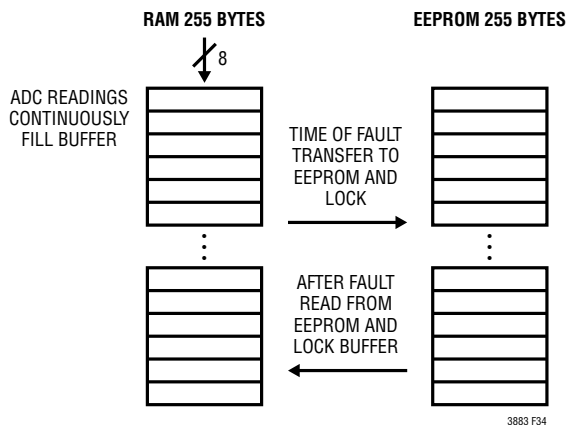 RAM 255 BYTES
EEPROM 255 BYTES
8
ADC READINGS
CONTINUOUSLY
FILL BUFFER
TIME OF FAULT
TRANSFER TO
EEPROM AND
LOCK
AFTER FAULT
READ FROM
EEPROM AND
LOCK BUFFER
3883 F34